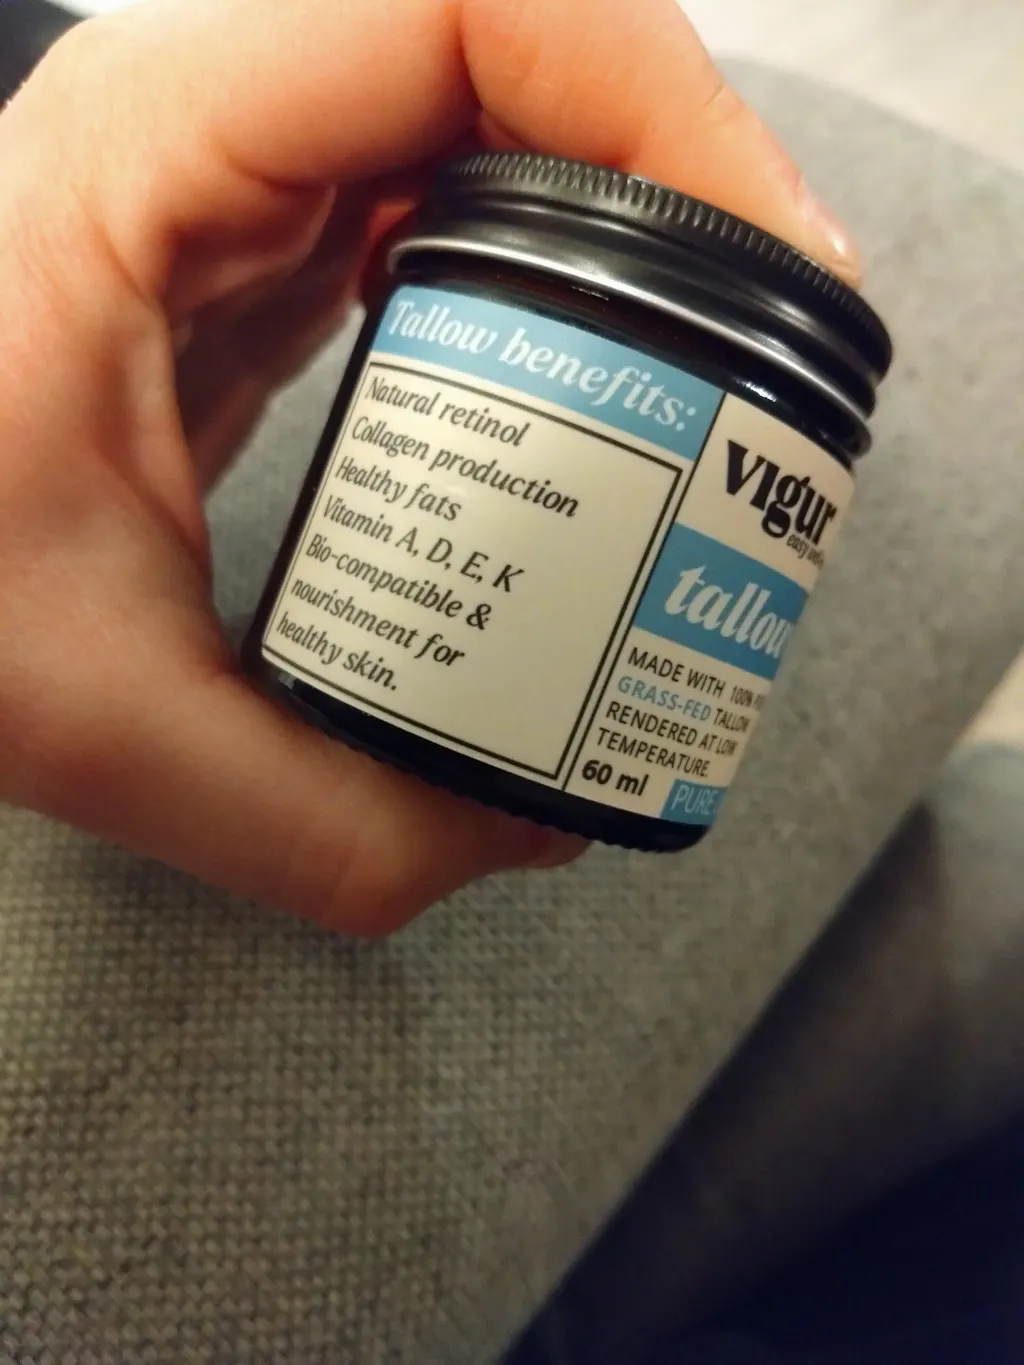 Tallow benefits:
Natural retinol
Collagen production
Healthy fats
Vitamin A, D, E, K
Bio-compatible &
nourishment for
healthy skin.
vigur
easy
tallow
MADE WITH 100%
GRASS-FED TALLOW
RENDERED AT LOW
TEMPERATURE.
60 ml
PURE